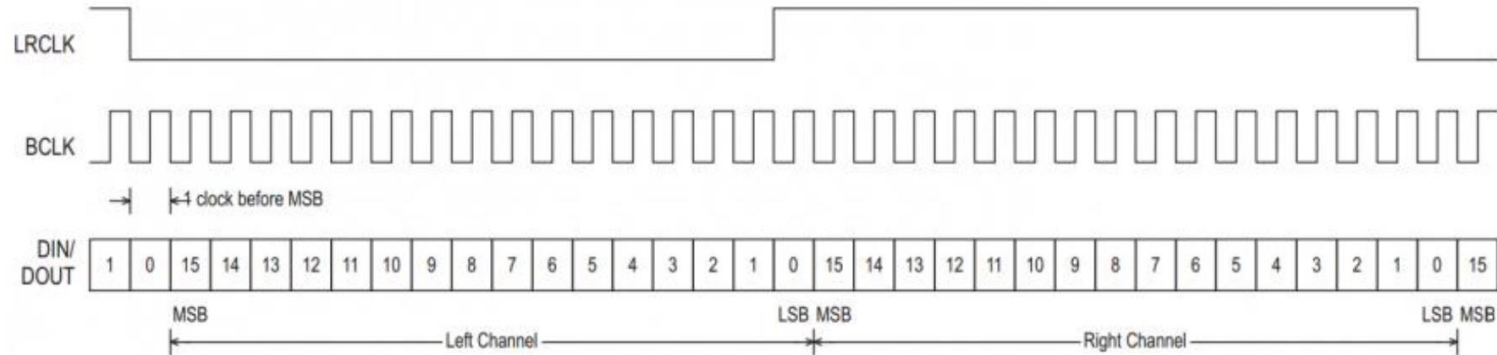 LRCLK
BCLK
1 clock before MSB
DIN/
DOUT
1 0 15 14 13 12 11 10 9 8 7 6 5 4 3 2 1 0 15 14 13 12 11 10 9 8 7 6 5 4 3 2 1 0 15
MSB LSB MSB LSB MSB
Left Channel Right Channel